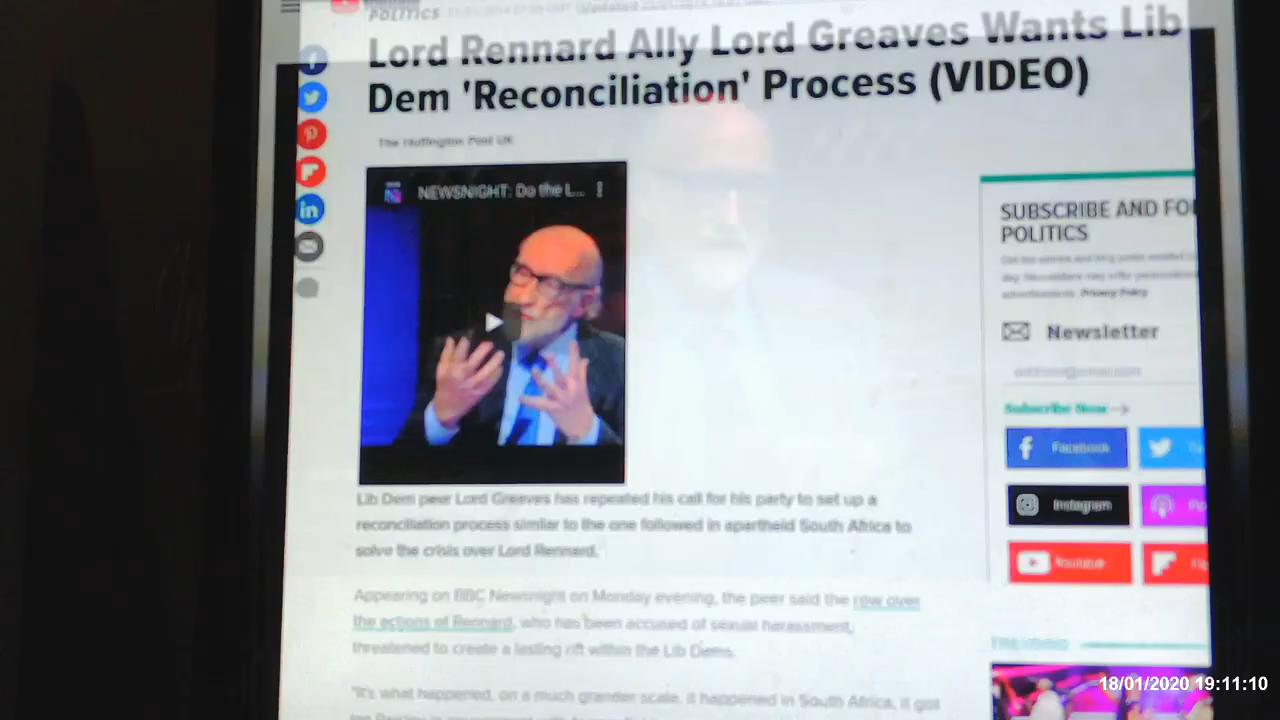 POLITICS
Lord Rennard Ally Lord Greaves Wants Lib
Dem 'Reconciliation' Process (VIDEO)
The Huffington Post UK
NEWSNIGHT: Do the L...
Lib Dem peer Lord Greaves has repeated his call for his party to set up a
reconciliation process similar to the one followed in apartheid South Africa to
solve the crisis over Lord Rennard.
Appearing on BBC Newsnight on Monday evening, the peer said the row over
the actions of Rennard, who has been accused of sexual harassment,
threatened to create a lasting rift within the Lib Dems.
"It's what happened, on a much grander scale, it happened in South Africa, it got
SUBSCRIBE AND FO
POLITICS
Privacy Policy
Newsletter
address@email.com
Subscribe Now
Facebook
Instagram
Youtube
TRENDING
18/01/2020 19:11:10